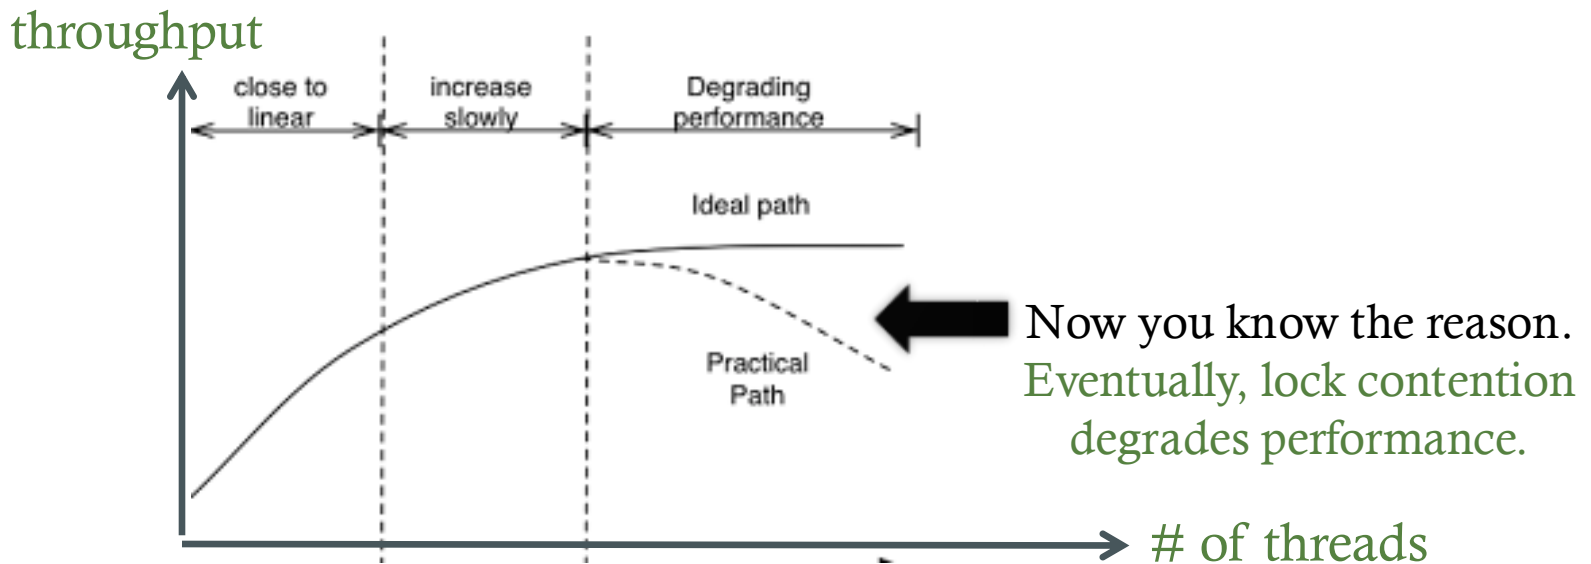 throughput
close to
linear
increase
slowly
Degrading
performance
Ideal path
Practical
Path
Now you know the reason.
Eventually, lock contention
degrades performance.
# of threads